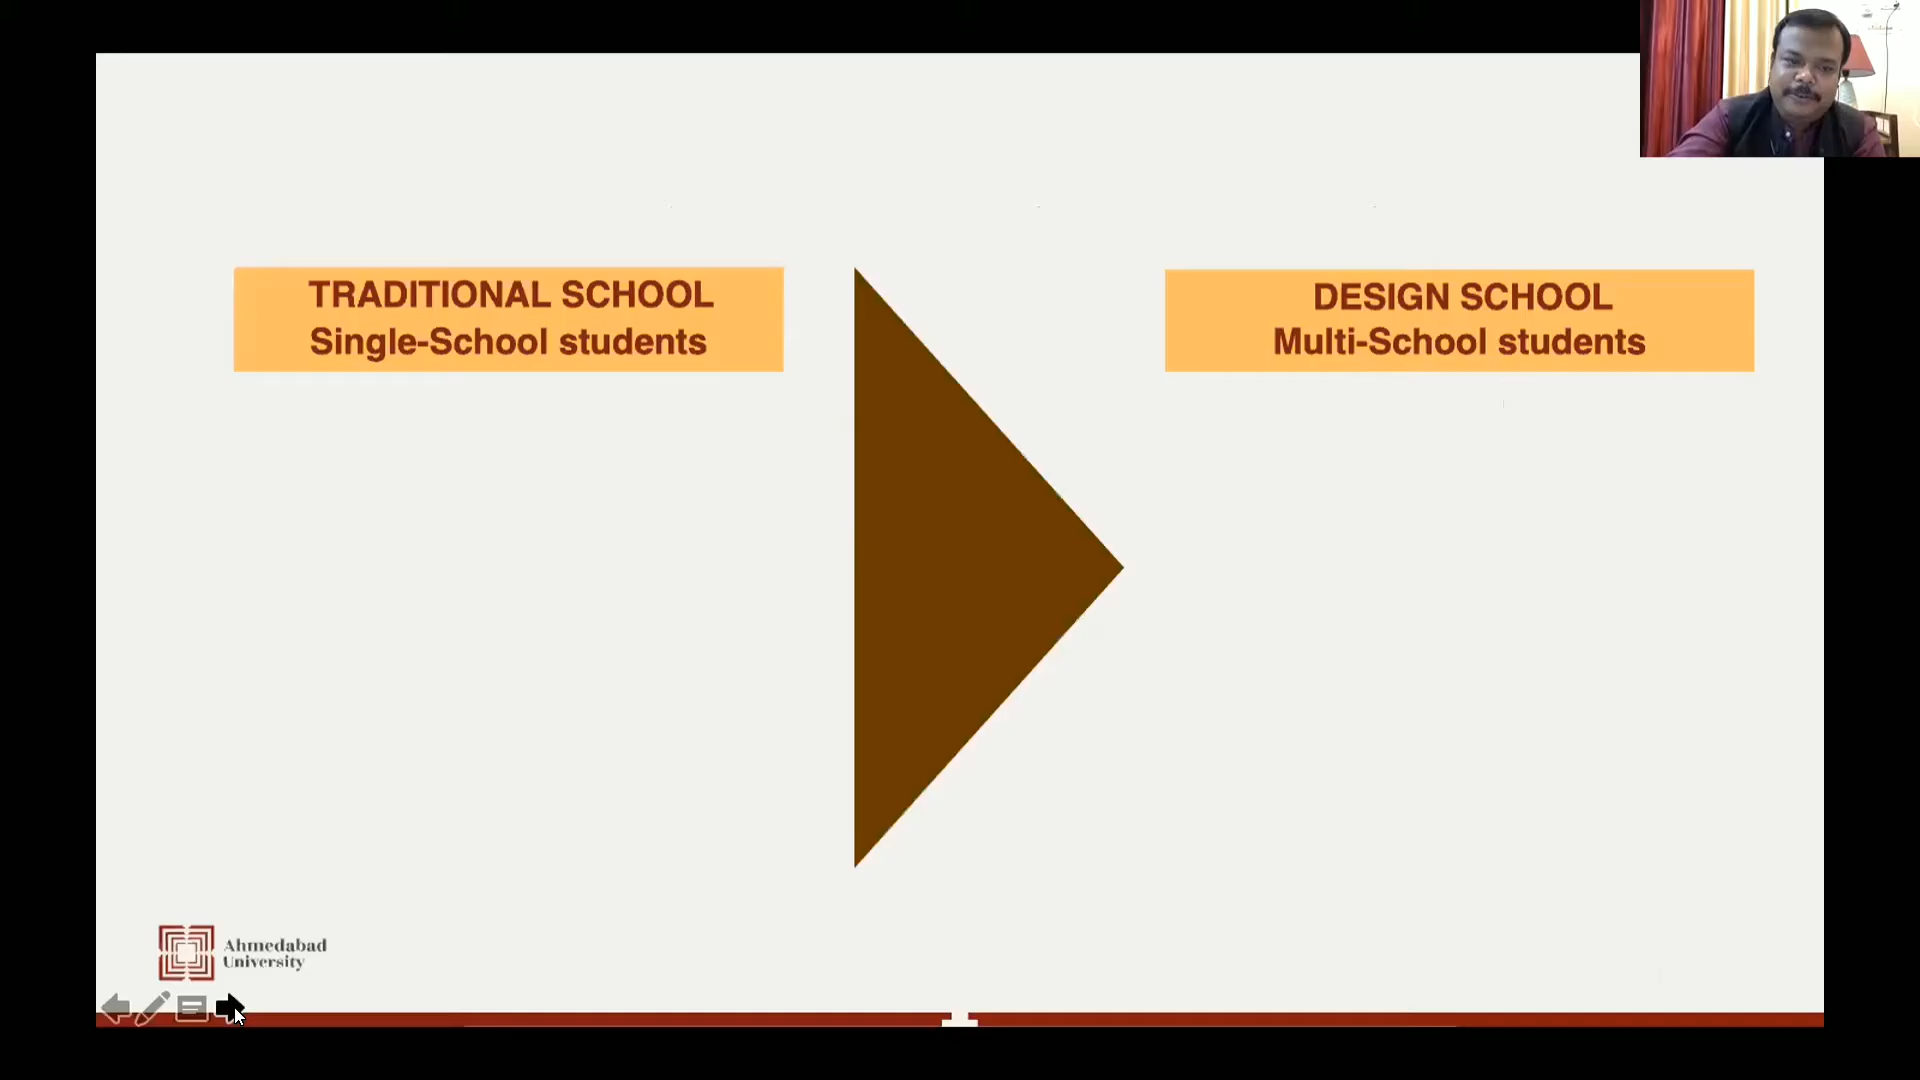 TRADITIONAL SCHOOL
Single-School students
DESIGN SCHOOL
Multi-School students
Ahmedabad
University